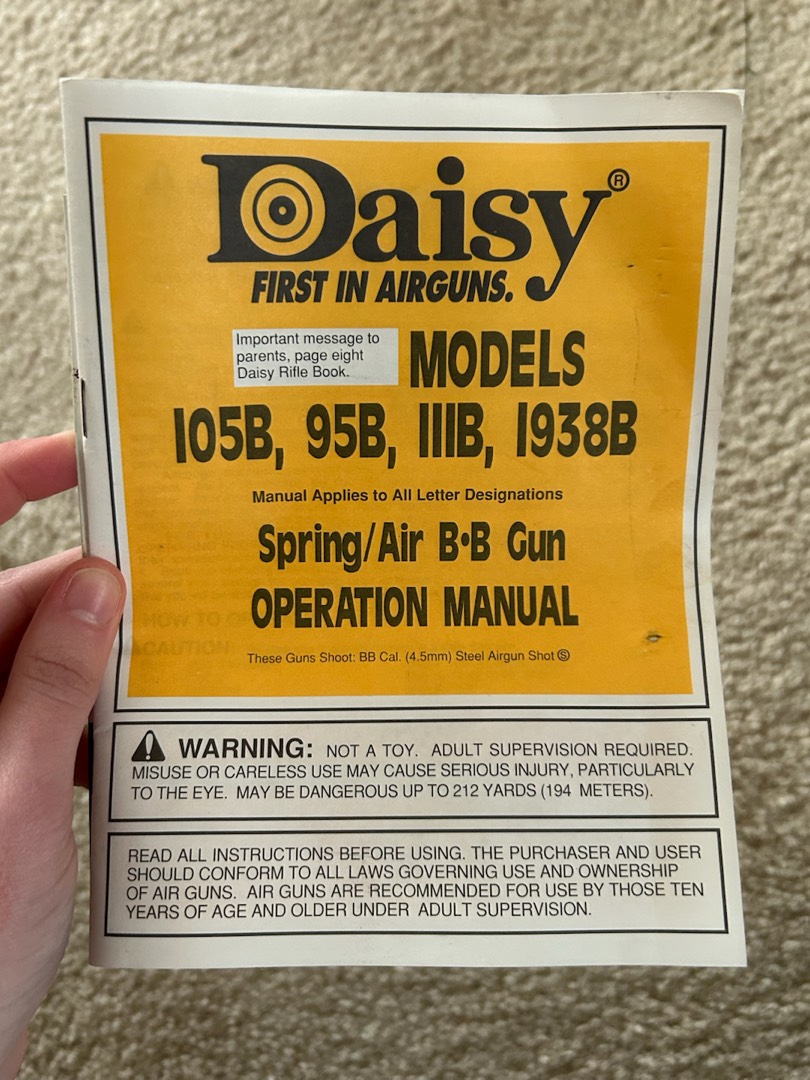 Daisy®
FIRST IN AIRGUNS.
Important message to
parents, page eight
Daisy Rifle Book.
MODELS
105B, 95B, 111B, 1938B
Manual Applies to All Letter Designations
Spring/Air B•B Gun
OPERATION MANUAL
These Guns Shoot: BB Cal. (4.5mm) Steel Airgun Shot Ⓢ
WARNING: NOT A TOY. ADULT SUPERVISION REQUIRED.
MISUSE OR CARELESS USE MAY CAUSE SERIOUS INJURY, PARTICULARLY
TO THE EYE. MAY BE DANGEROUS UP TO 212 YARDS (194 METERS).
READ ALL INSTRUCTIONS BEFORE USING. THE PURCHASER AND USER
SHOULD CONFORM TO ALL LAWS GOVERNING USE AND OWNERSHIP
OF AIR GUNS. AIR GUNS ARE RECOMMENDED FOR USE BY THOSE TEN
YEARS OF AGE AND OLDER UNDER ADULT SUPERVISION.